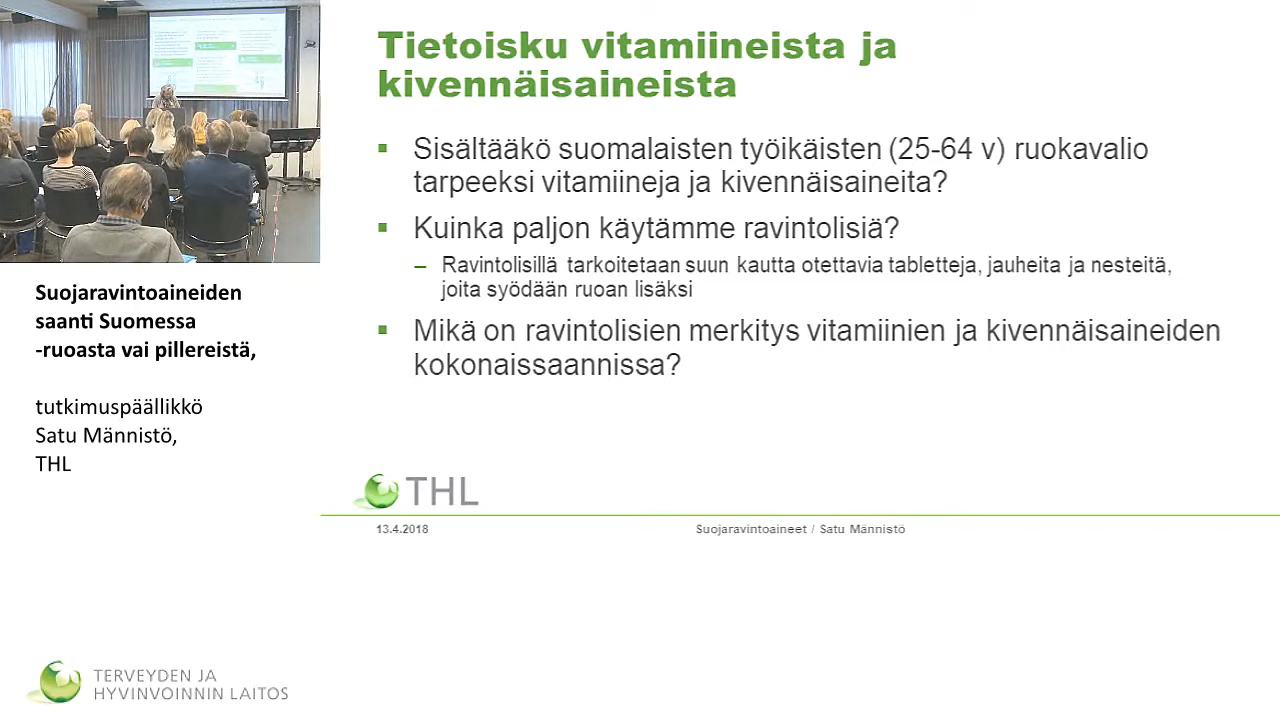 Tietoisku vitamiineista ja
kivennäisaineista
▪ Sisältääkö suomalaisten työikäisten (25-64 v) ruokavalio
tarpeeksi vitamiineja ja kivennäisaineita?
▪ Kuinka paljon käytämme ravintolisiä?
– Ravintolisillä tarkoitetaan suun kautta otettavia tabletteja, jauheita ja nesteitä,
joita syödään ruoan lisäksi
▪ Mikä on ravintolisien merkitys vitamiinien ja kivennäisaineiden
kokonaissaannissa?
THL
13.4.2018
Suojaravintoaineet / Satu Männistö
Suojaravintoaineiden
saanti Suomessa
-ruoasta vai pillereistä,
tutkimuspäällikkö
Satu Männistö,
THL
TERVEYDEN JA
HYVINVOINNIN LAITOS